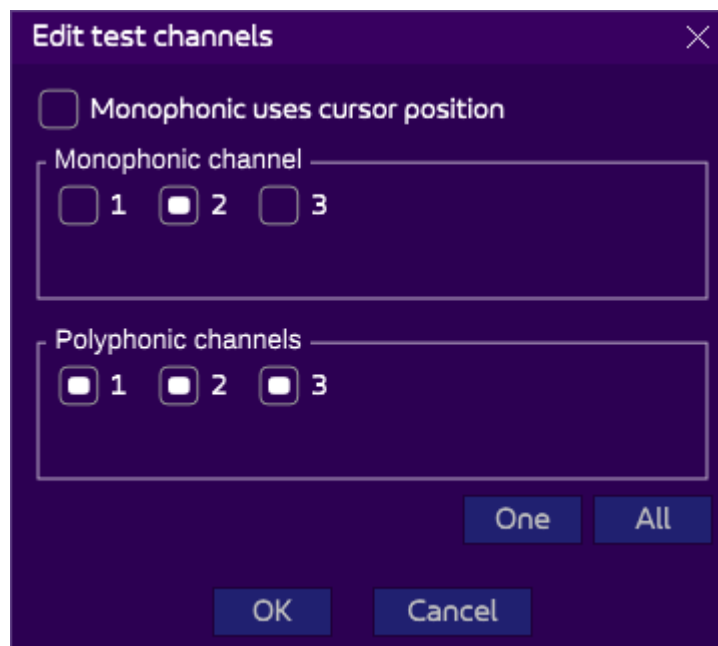 Edit test channels
Monophonic uses cursor position
Monophonic channel
1 2 3
Polyphonic channels
1 2 3
One All
OK Cancel